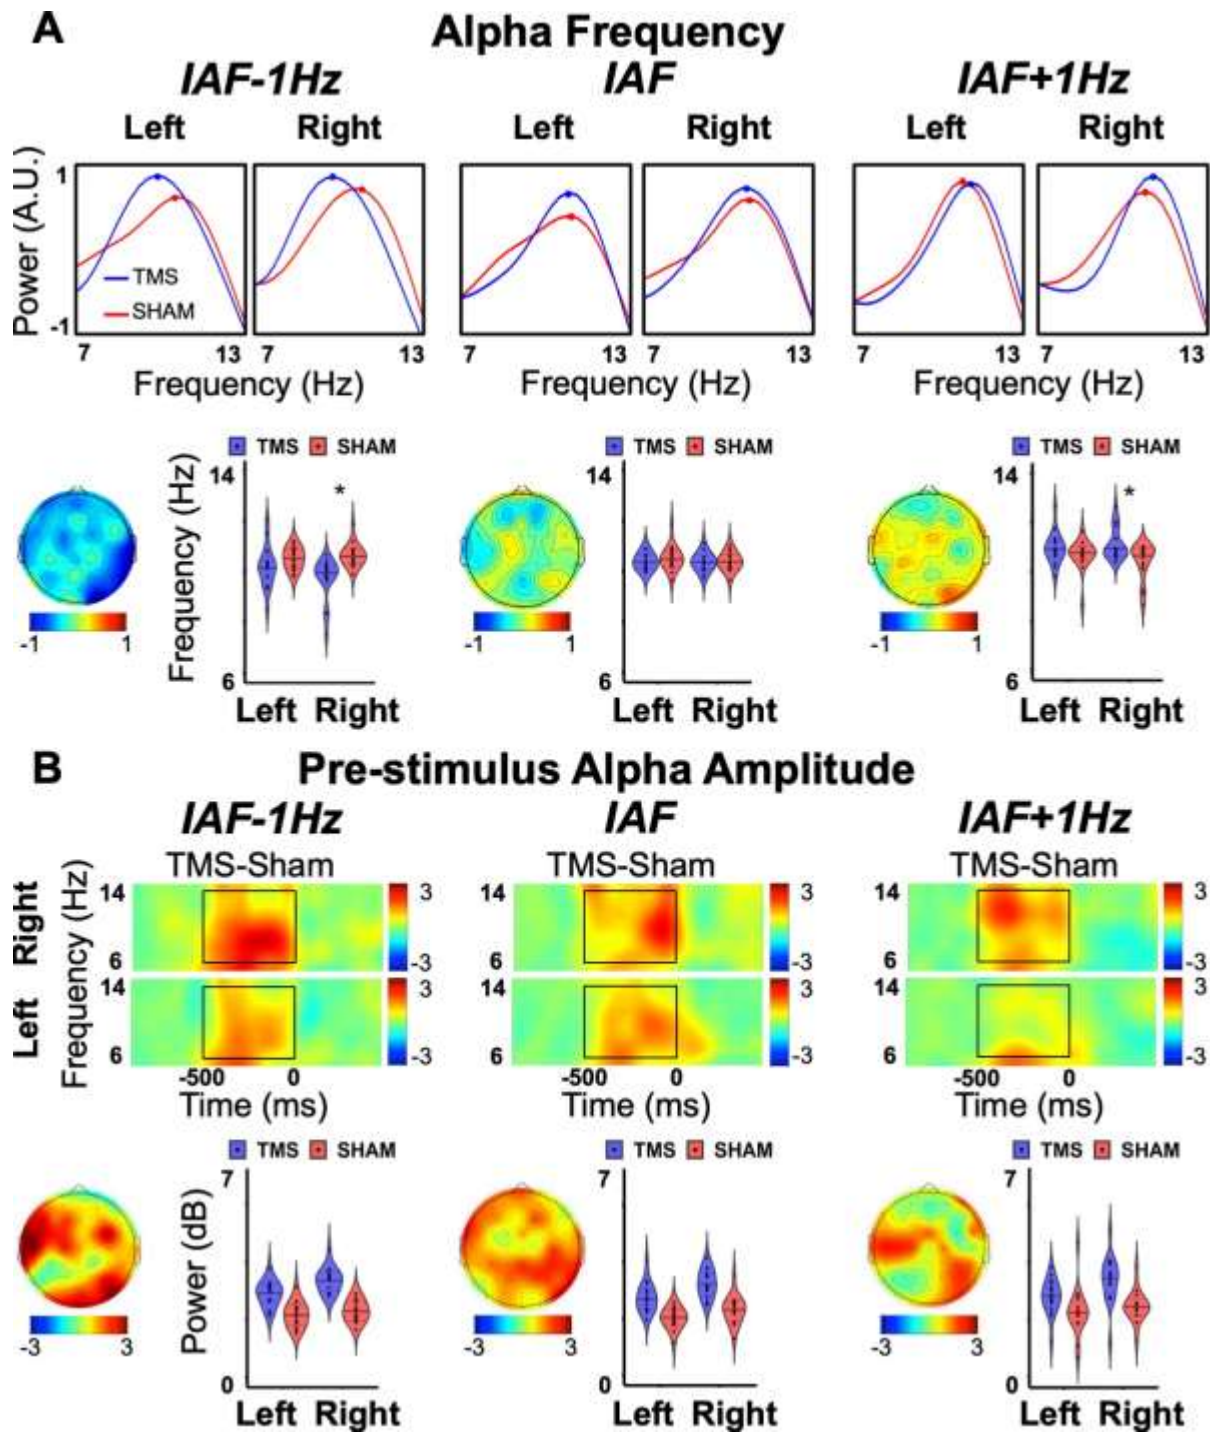 A
Alpha Frequency
IAF-1Hz IAF IAF+1Hz
Left Right Left Right Left Right
Power (A.U.)
1
-1
TMS
SHAM
7 13 7 13 7 13 7 13 7 13 7 13
Frequency (Hz) Frequency (Hz) Frequency (Hz)
TMS SHAM TMS SHAM TMS SHAM
Frequency (Hz)
14 14 14
* *
-1 1 -1 1 -1 1
6 6 6
Left Right Left Right Left Right
B
Pre-stimulus Alpha Amplitude
IAF-1Hz IAF IAF+1Hz
TMS-Sham TMS-Sham TMS-Sham
Right
Left
Frequency (Hz)
14 3 14 3 14 3
6 -3 6 -3 6 -3
14 3 14 3 14 3
6 -3 6 -3 6 -3
-500 0 -500 0 -500 0
Time (ms) Time (ms) Time (ms)
TMS SHAM TMS SHAM TMS SHAM
Power (dB)
7 7 7
-3 3 -3 3 -3 3
0 0 0
Left Right Left Right Left Right